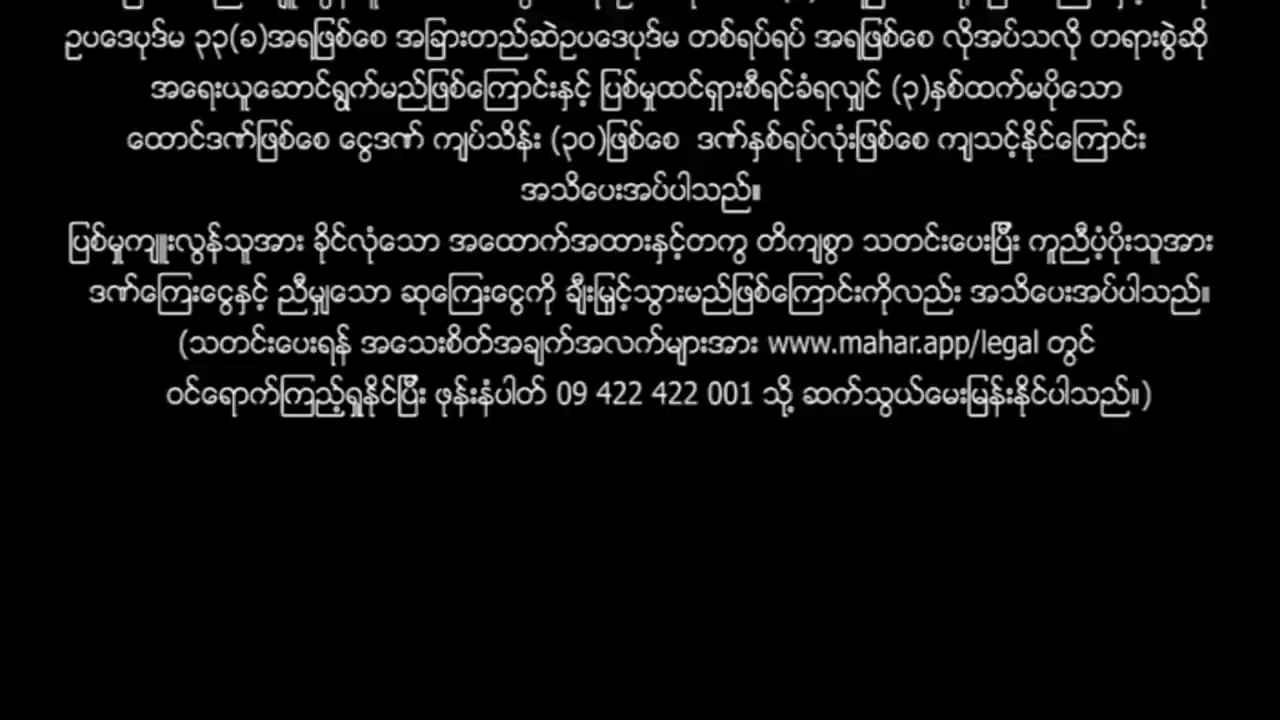 ဥပဒေပုဒ်မ ၃၃(ခ)အရဖြစ်စေ အခြားတည်ဆဲဥပဒေပုဒ်မ တစ်ရပ်ရပ် အရဖြစ်စေ လိုအပ်သလို တရားစွဲဆို
အရေးယူဆောင်ရွက်မည်ဖြစ်ကြောင်းနှင့် ပြစ်မှုထင်ရှားစီရင်ခံရလျှင် (၃)နှစ်ထက်မပိုသော
ထောင်ဒဏ်ဖြစ်စေ ငွေဒဏ် ကျပ်သိန်း (၃၀)ဖြစ်စေ ဒဏ်နှစ်ရပ်လုံးဖြစ်စေ ကျသင့်နိုင်ကြောင်း
အသိပေးအပ်ပါသည်။
ပြစ်မှုကျူးလွန်သူအား ခိုင်လုံသော အထောက်အထားနှင့်တကွ တိကျစွာ သတင်းပေးပြီး ကူညီပံ့ပိုးသူအား
ဒဏ်ကြေးငွေနှင့် ညီမျှသော ဆုကြေးငွေကို ချီးမြှင့်သွားမည်ဖြစ်ကြောင်းကိုလည်း အသိပေးအပ်ပါသည်။
(သတင်းပေးရန် အသေးစိတ်အချက်အလက်များအား www.mahar.app/legal တွင်
ဝင်ရောက်ကြည့်ရှုနိုင်ပြီး ဖုန်းနံပါတ် 09 422 422 001 သို့ ဆက်သွယ်မေးမြန်းနိုင်ပါသည်။)